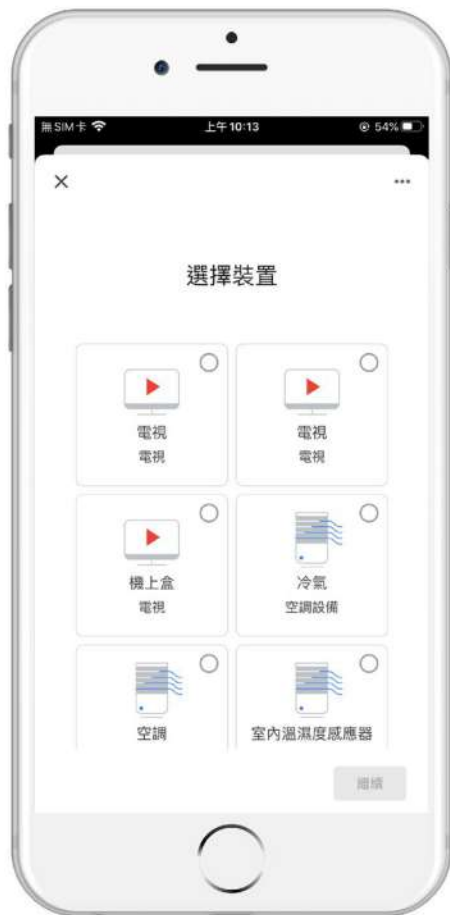 無SIM卡
上午10:13
54%
選擇裝置
電視
電視
電視
電視
機上盒
電視
冷氣
空調設備
空調
室內溫濕度感應器
繼續